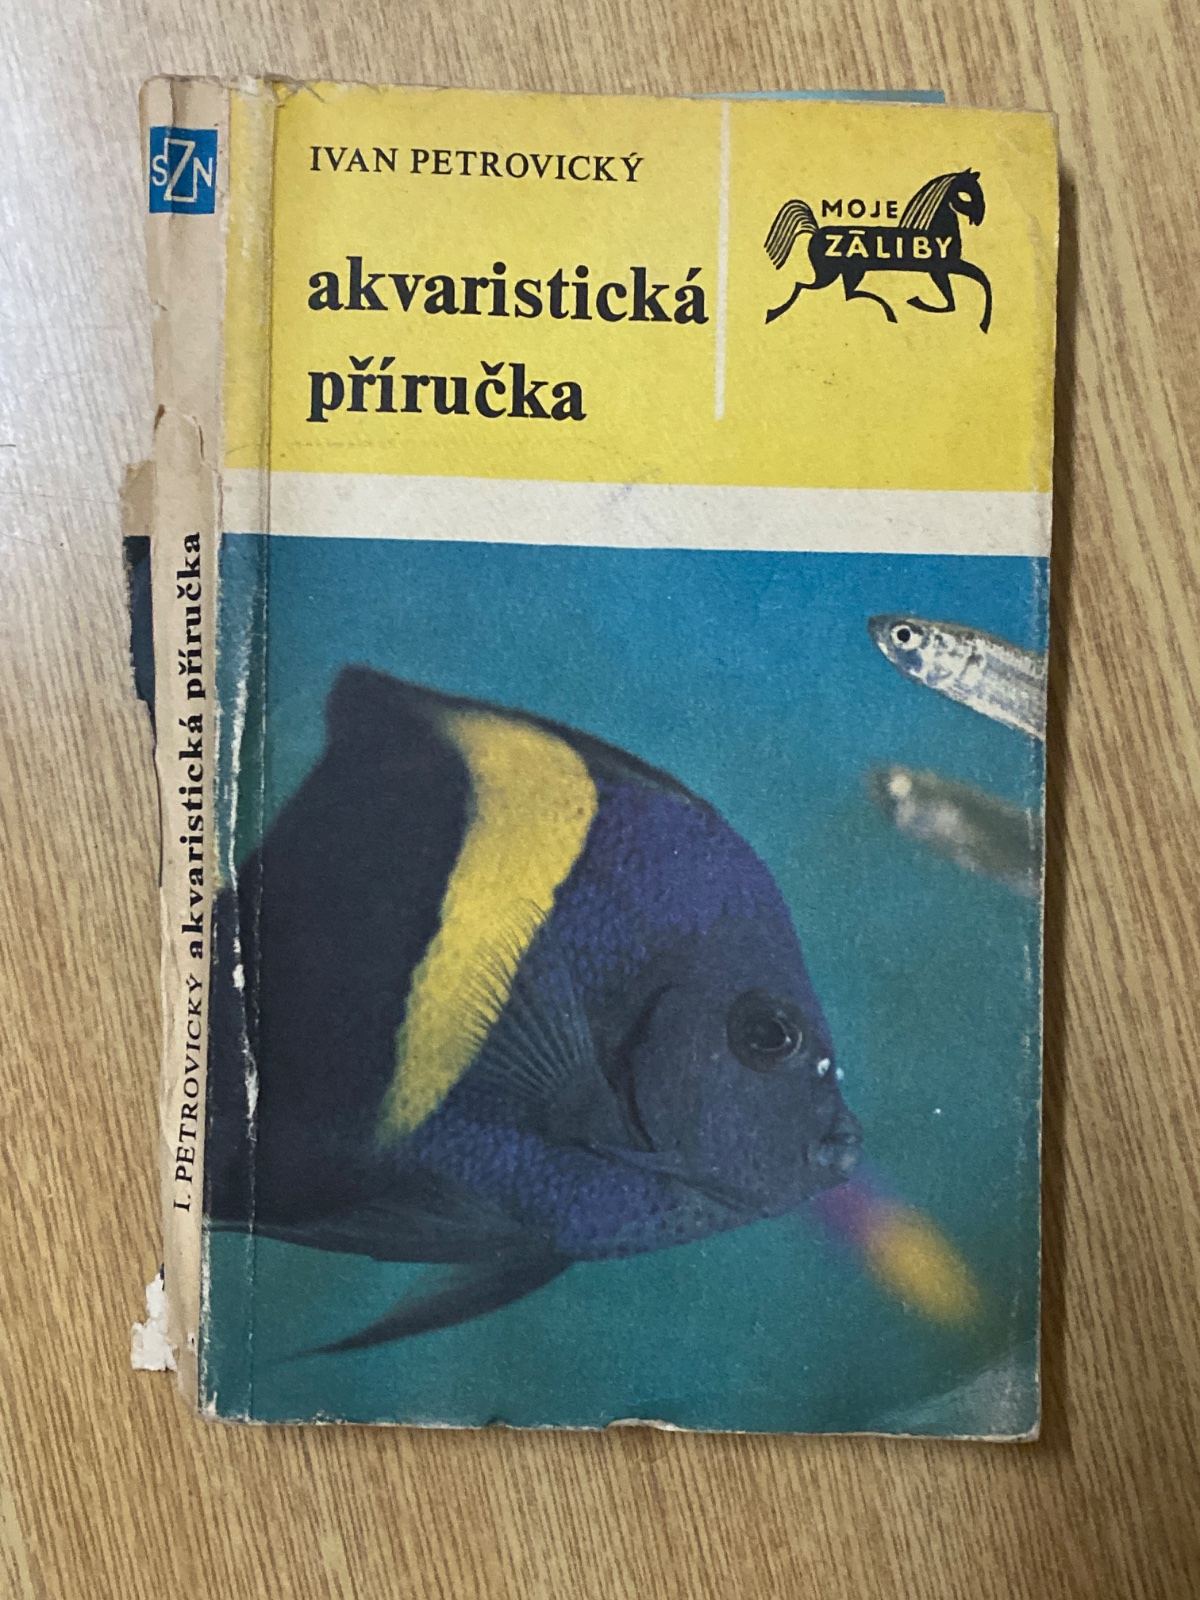 IVAN PETROVICKÝ
akvaristická
příručka
MOJE
ZÁLIBY
SZN
I. PETROVICKÝ akvaristická příručka